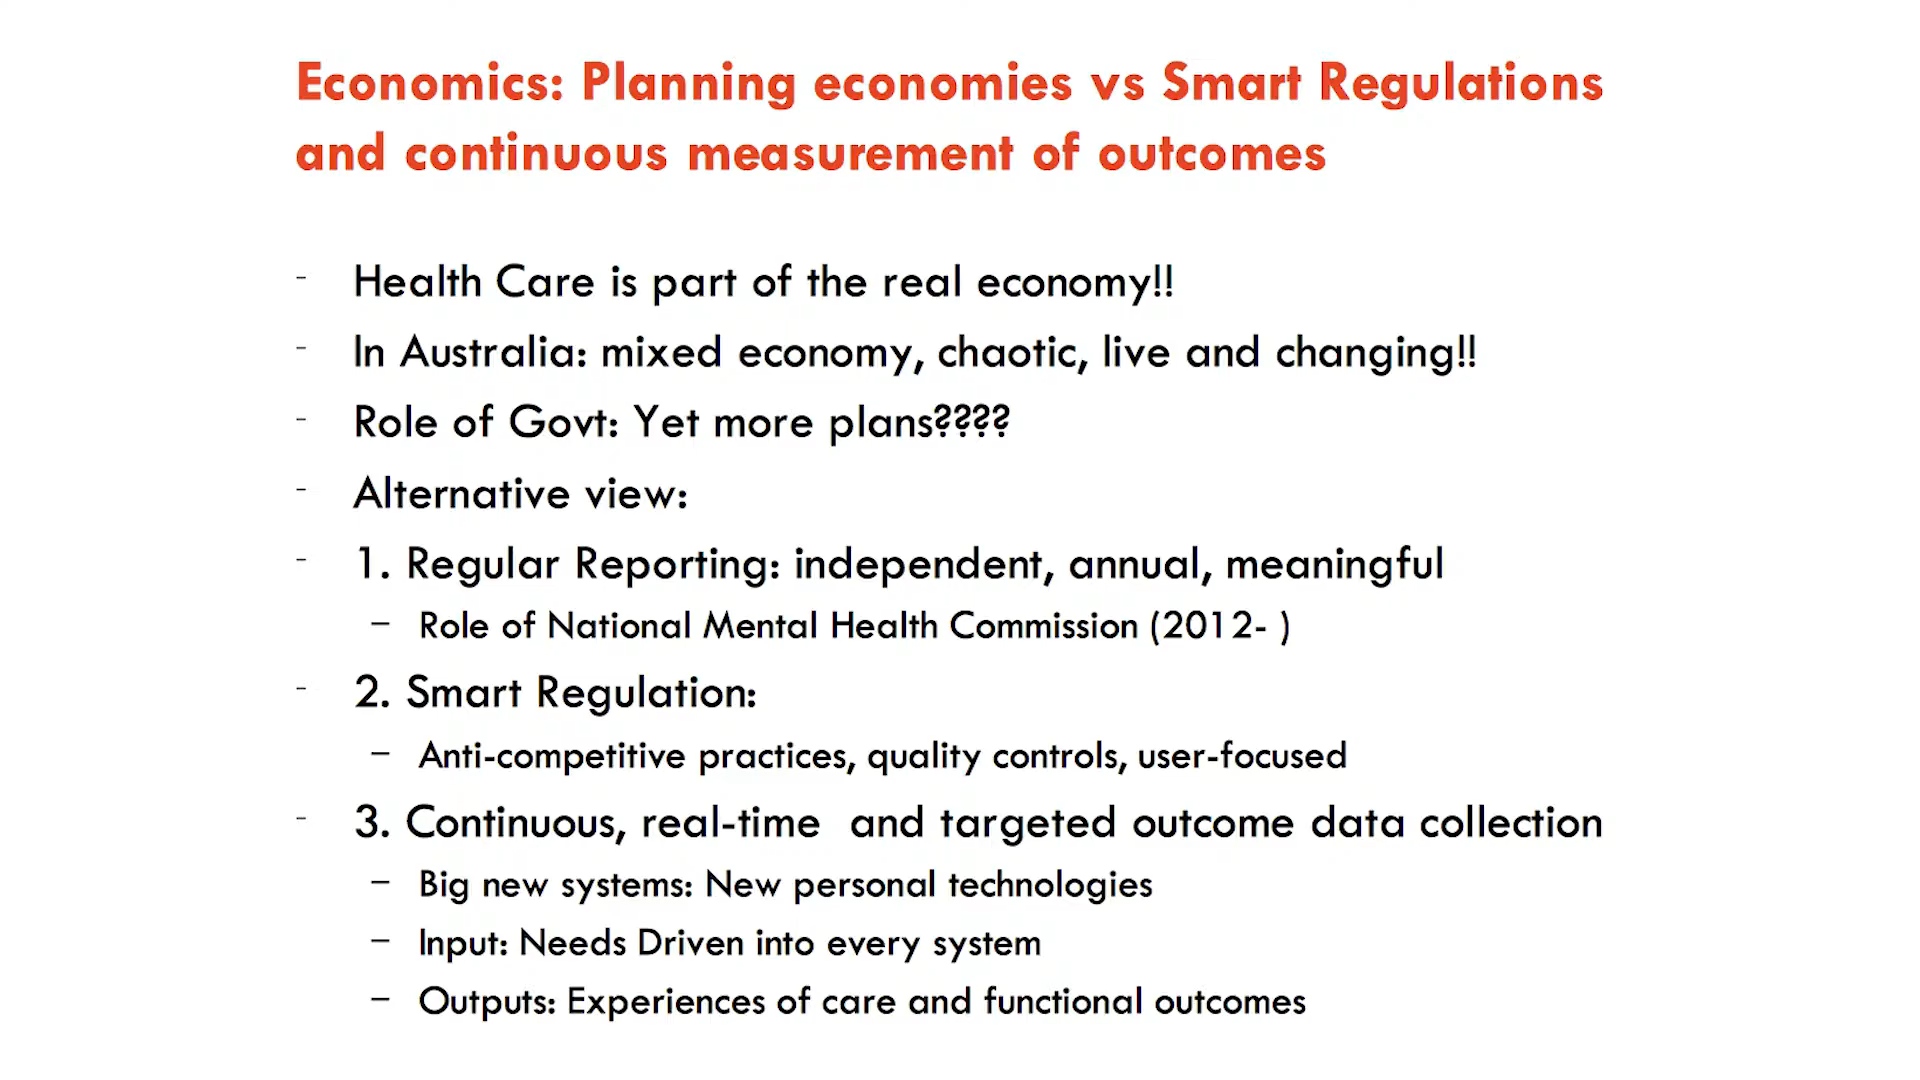 Economics: Planning economies vs Smart Regulations
and continuous measurement of outcomes
- Health Care is part of the real economy!!
- In Australia: mixed economy, chaotic, live and changing!!
- Role of Govt: Yet more plans????
- Alternative view:
- 1. Regular Reporting: independent, annual, meaningful
– Role of National Mental Health Commission (2012- )
- 2. Smart Regulation:
– Anti-competitive practices, quality controls, user-focused
- 3. Continuous, real-time  and targeted outcome data collection
– Big new systems: New personal technologies
– Input: Needs Driven into every system
– Outputs: Experiences of care and functional outcomes